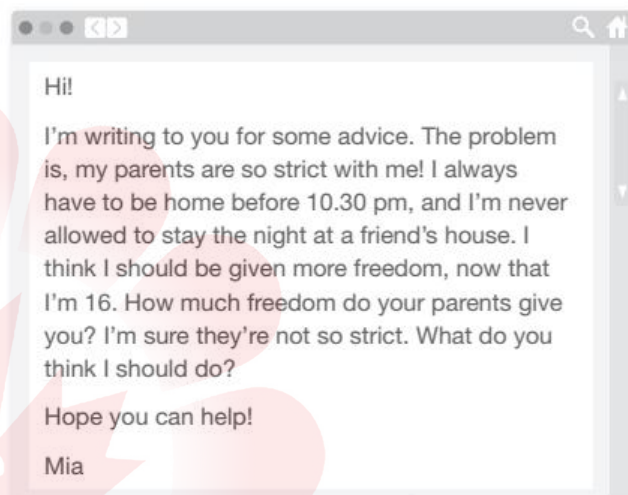 Hi!
I'm writing to you for some advice. The problem
is, my parents are so strict with me! I always
have to be home before 10.30 pm, and I'm never
allowed to stay the night at a friend's house. I
think I should be given more freedom, now that
I'm 16. How much freedom do your parents give
you? I'm sure they're not so strict. What do you
think I should do?
Hope you can help!
Mia